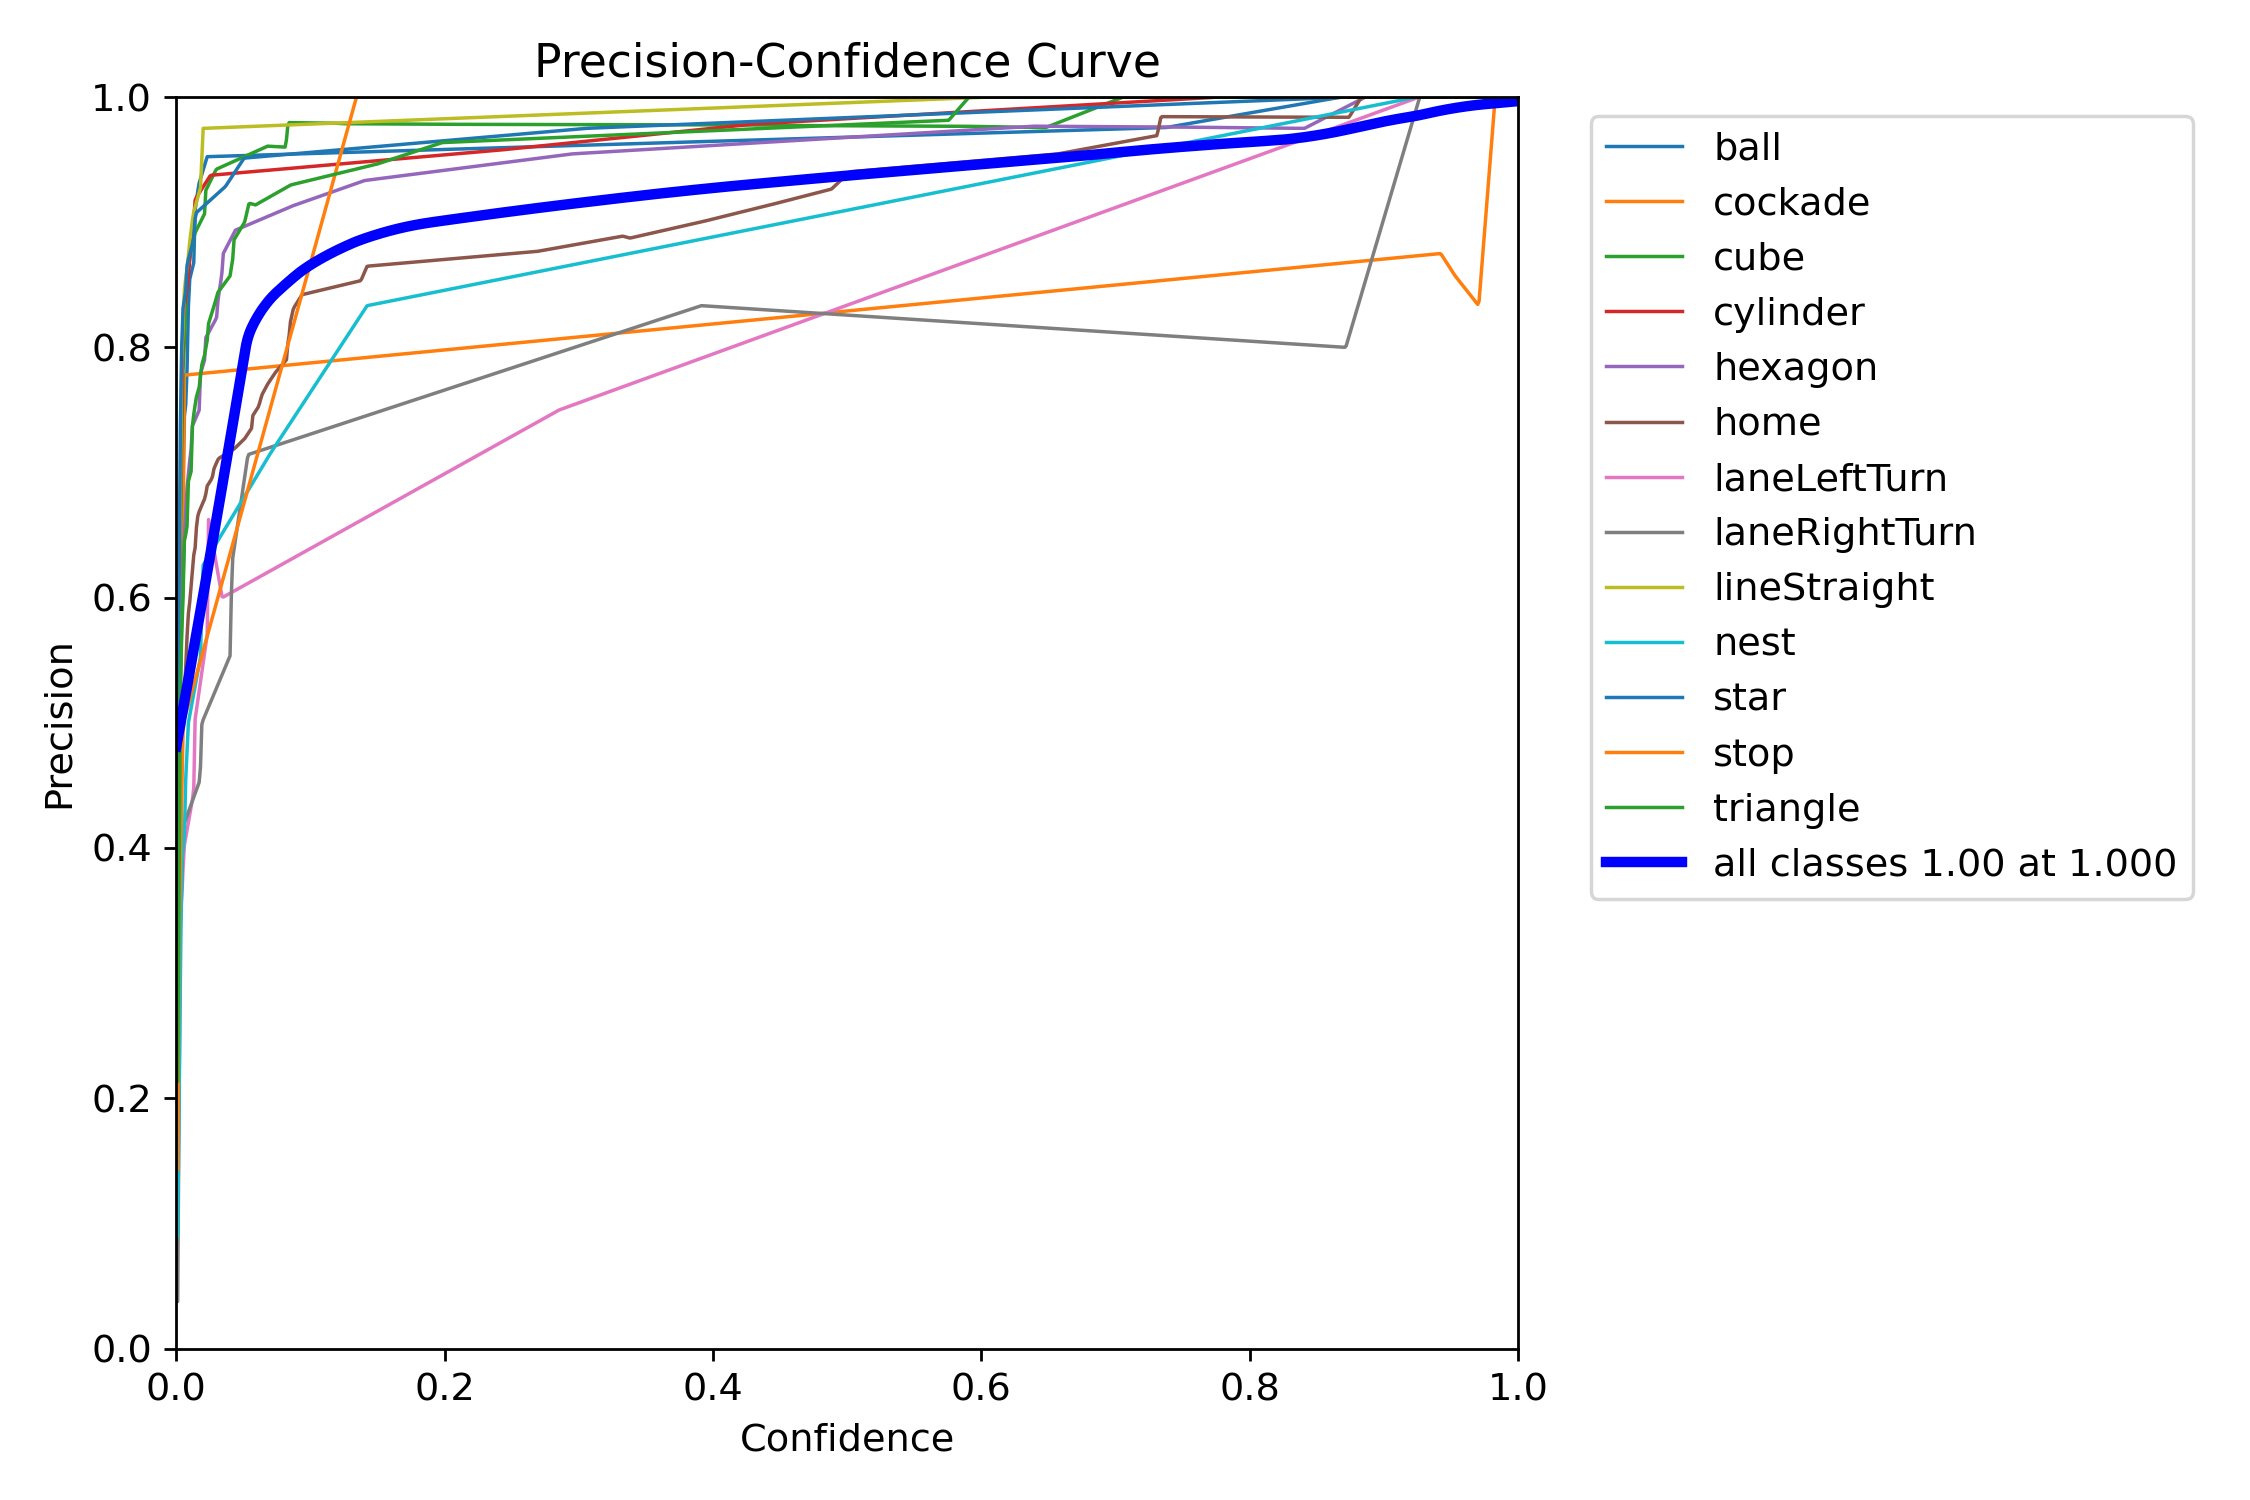 Precision-Confidence Curve
1.0
0.8
0.6
0.4
0.2
0.0
Precision
0.0 0.2 0.4 0.6 0.8 1.0
Confidence
ball
cockade
cube
cylinder
hexagon
home
laneLeftTurn
laneRightTurn
lineStraight
nest
star
stop
triangle
all classes 1.00 at 1.000